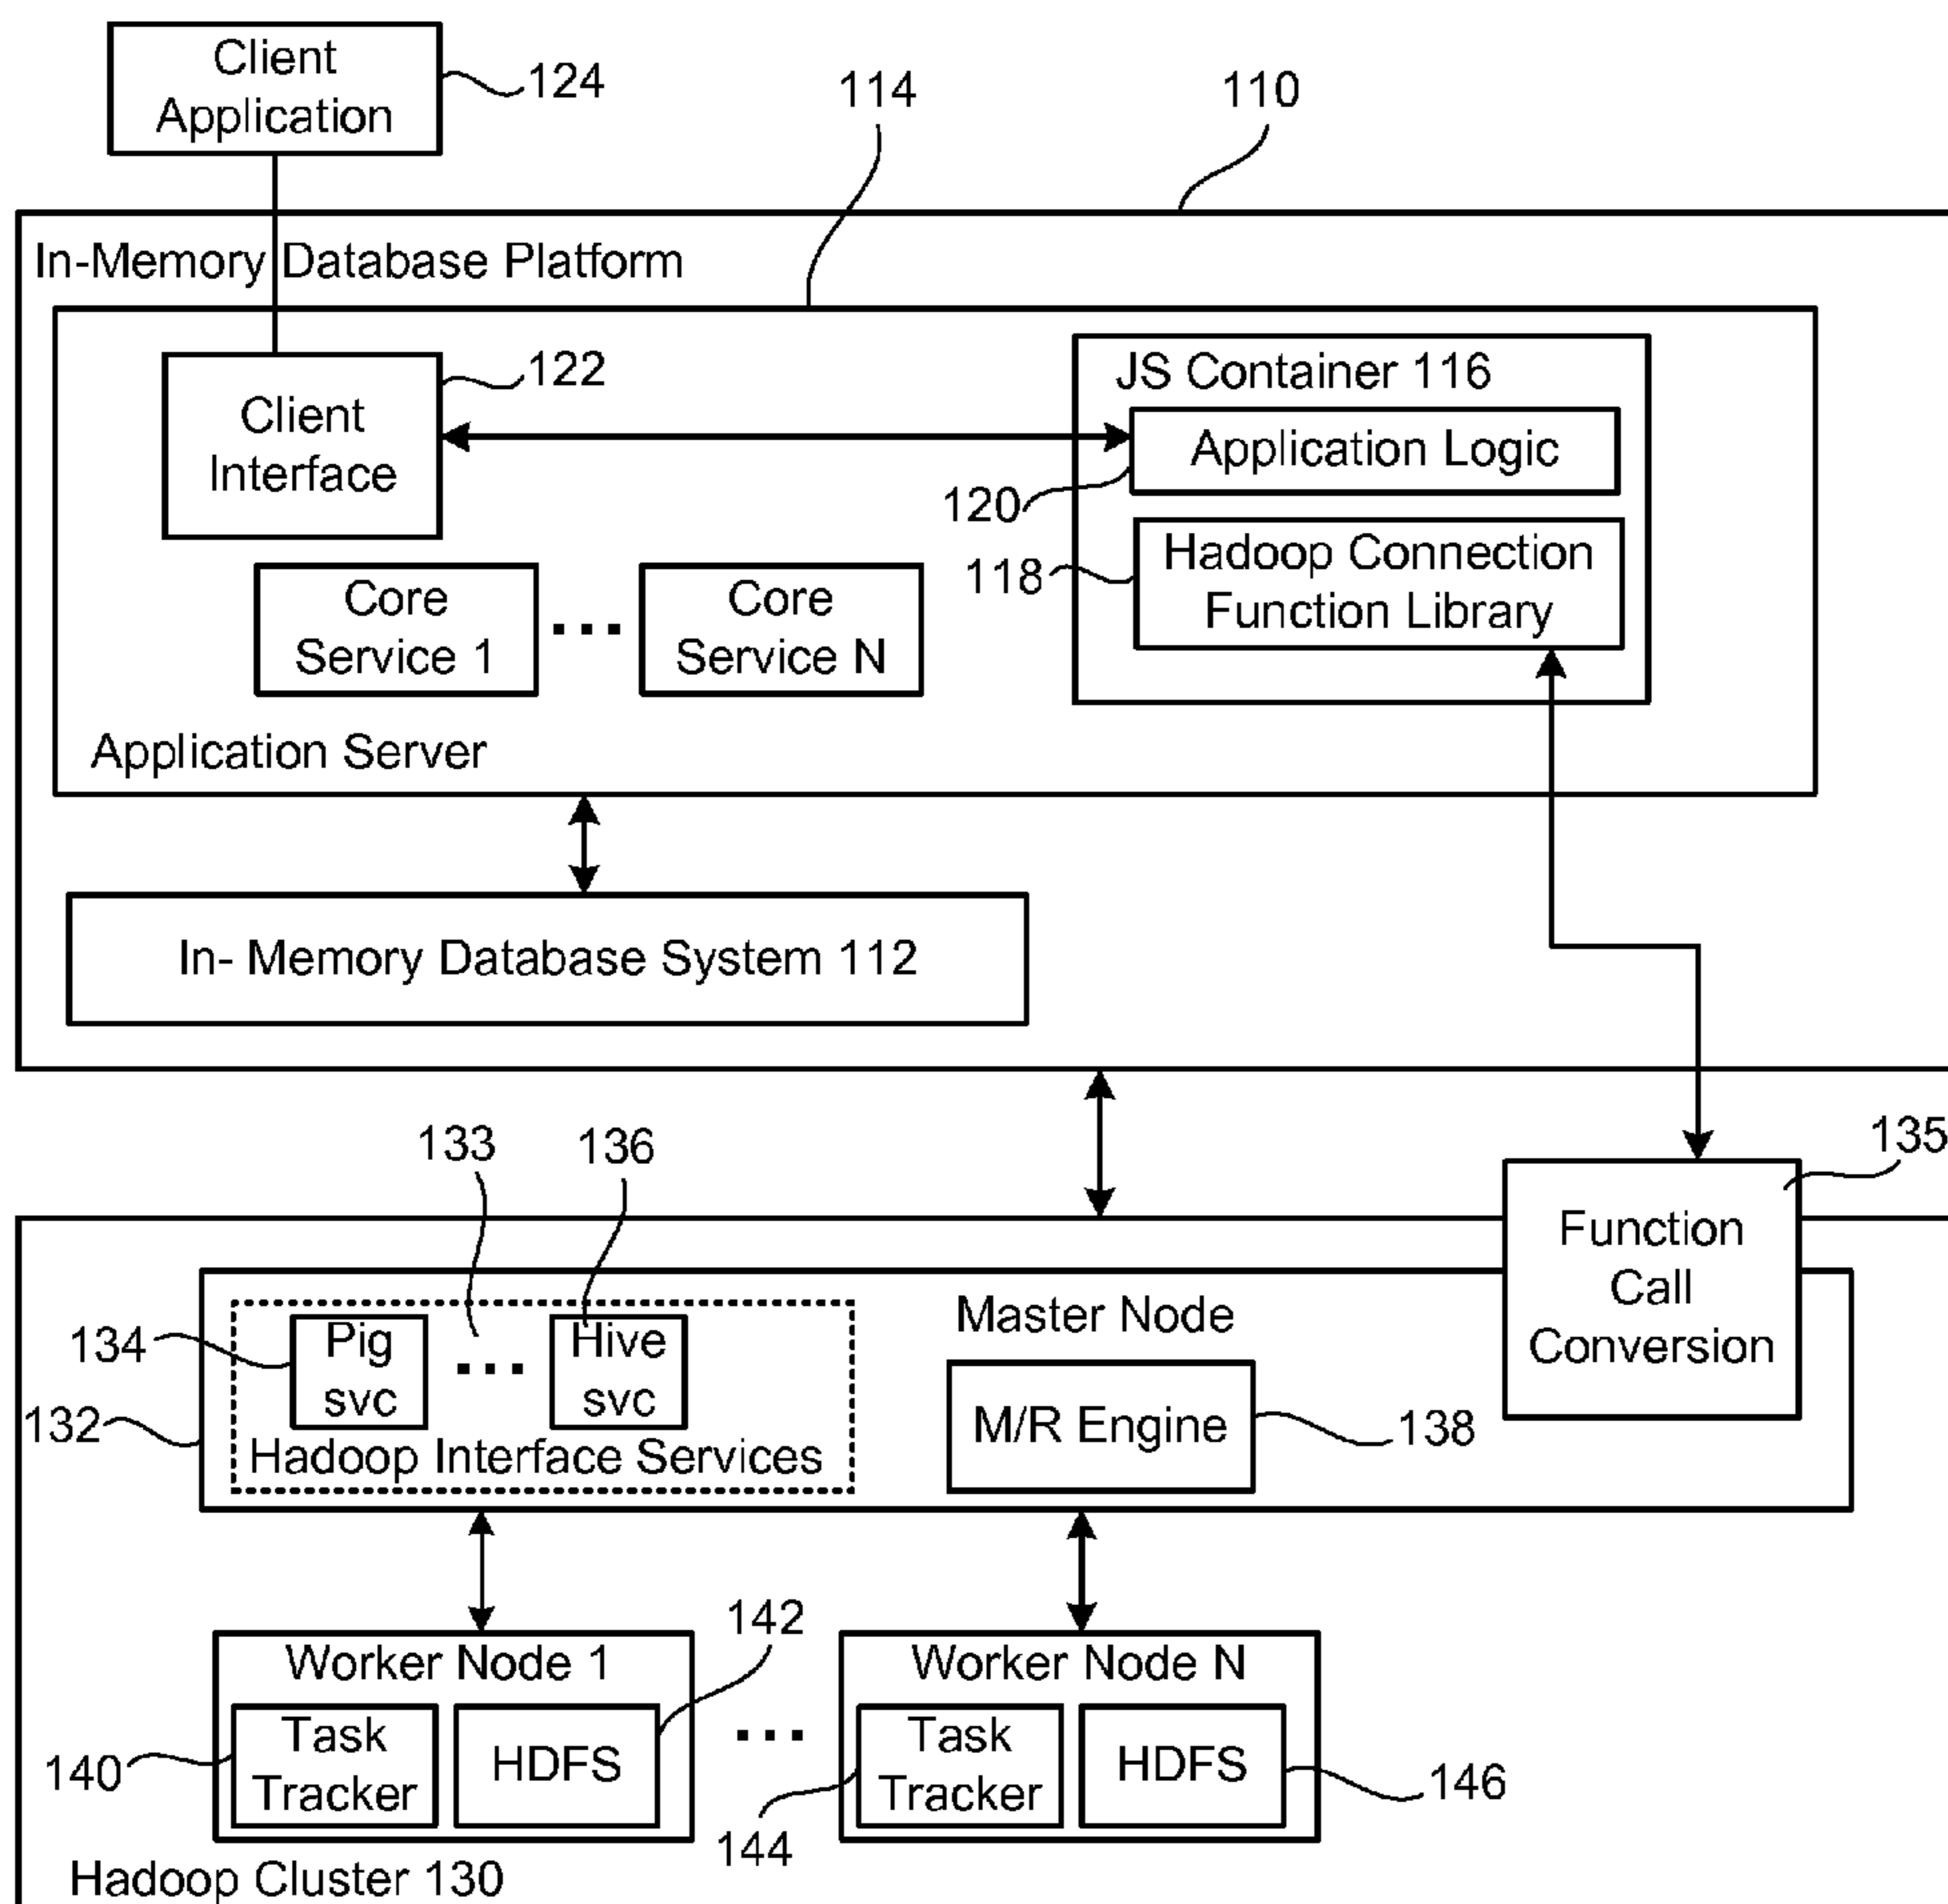 Client
Application
124
114
110
In-Memory Database Platform
Client
Interface
122
JS Container 116
Application Logic
120
Hadoop Connection
Function Library
118
Core
Service 1
...
Core
Service N
Application Server
In- Memory Database System 112
133
136
135
Function
Call
Conversion
134
Pig
svc
...
Hive
svc
Master Node
132
Hadoop Interface Services
M/R Engine
138
142
Worker Node 1
Task
Tracker
HDFS
140
...
Worker Node N
Task
Tracker
HDFS
144
146
Hadoop Cluster 130